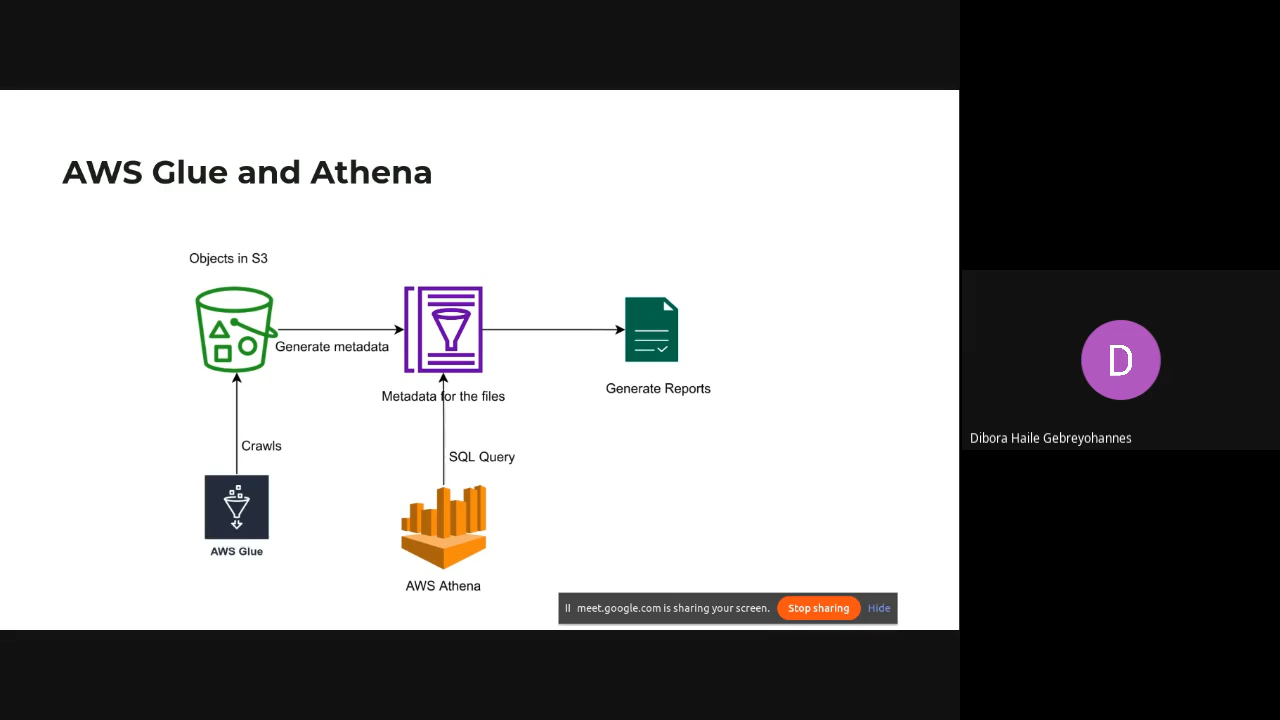 AWS Glue and Athena
Objects in S3
Generate metadata
Metadata for the files
Generate Reports
Crawls
SQL Query
AWS Glue
AWS Athena
meet.google.com is sharing your screen.
Stop sharing
Hide
D
Dibora Haile Gebreyohannes